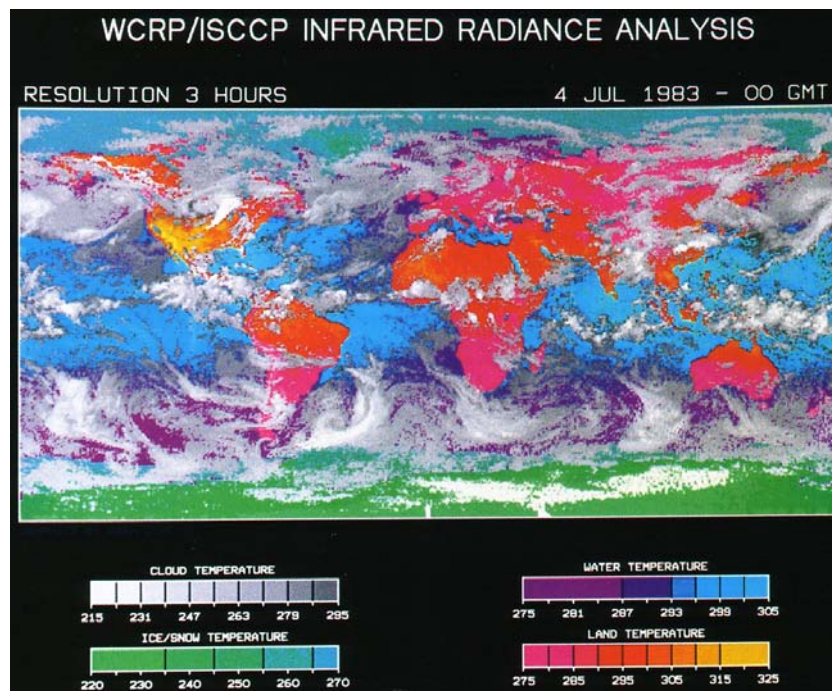 WCRP/ISCCP INFRARED RADIANCE ANALYSIS
RESOLUTION 3 HOURS
4 JUL 1983 - 00 GMT
CLOUD TEMPERATURE
215 231 247 263 279 295
ICE/SNOW TEMPERATURE
220 230 240 250 260 270
WATER TEMPERATURE
275 281 287 293 299 305
LAND TEMPERATURE
275 285 295 305 315 325